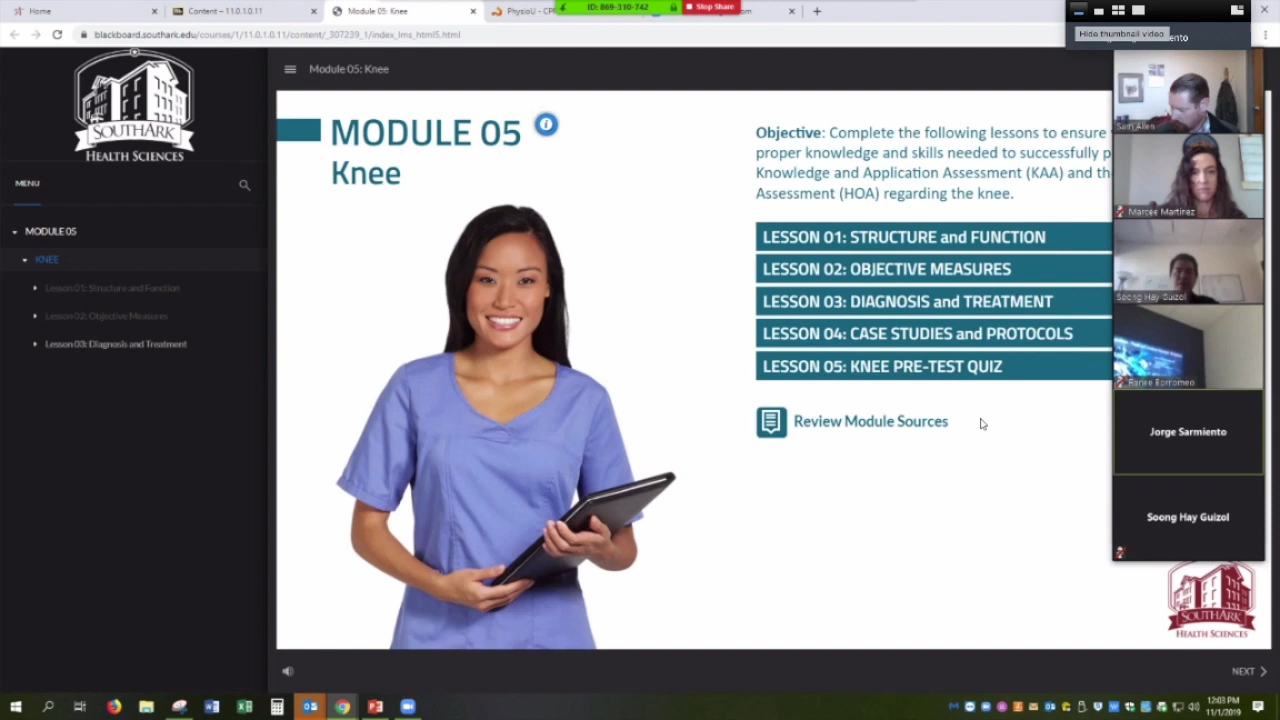 Home
Content – 11.0.1.0.11
Module 05: Knee
PhysioU - CP
ID: 869-310-742
Stop Share
blackboard.southark.edu/courses/1/11.0.1.0.11/content/_307239_1/index_lms_html5.html
Hide thumbnail video
SOUTHARK
HEALTH SCIENCES
MENU
MODULE 05
KNEE
Lesson 01: Structure and Function
Lesson 02: Objective Measures
Lesson 03: Diagnosis and Treatment
Module 05: Knee
MODULE 05
Knee
Objective: Complete the following lessons to ensure
proper knowledge and skills needed to successfully p
Knowledge and Application Assessment (KAA) and th
Assessment (HOA) regarding the knee.
LESSON 01: STRUCTURE and FUNCTION
LESSON 02: OBJECTIVE MEASURES
LESSON 03: DIAGNOSIS and TREATMENT
LESSON 04: CASE STUDIES and PROTOCOLS
LESSON 05: KNEE PRE-TEST QUIZ
Review Module Sources
Sam Allen
Marcee Martinez
Soong Hay Guizol
Ranee Borromeo
Jorge Sarmiento
Soong Hay Guizol
SOUTHARK
HEALTH SCIENCES
NEXT
12:03 PM
11/1/2019